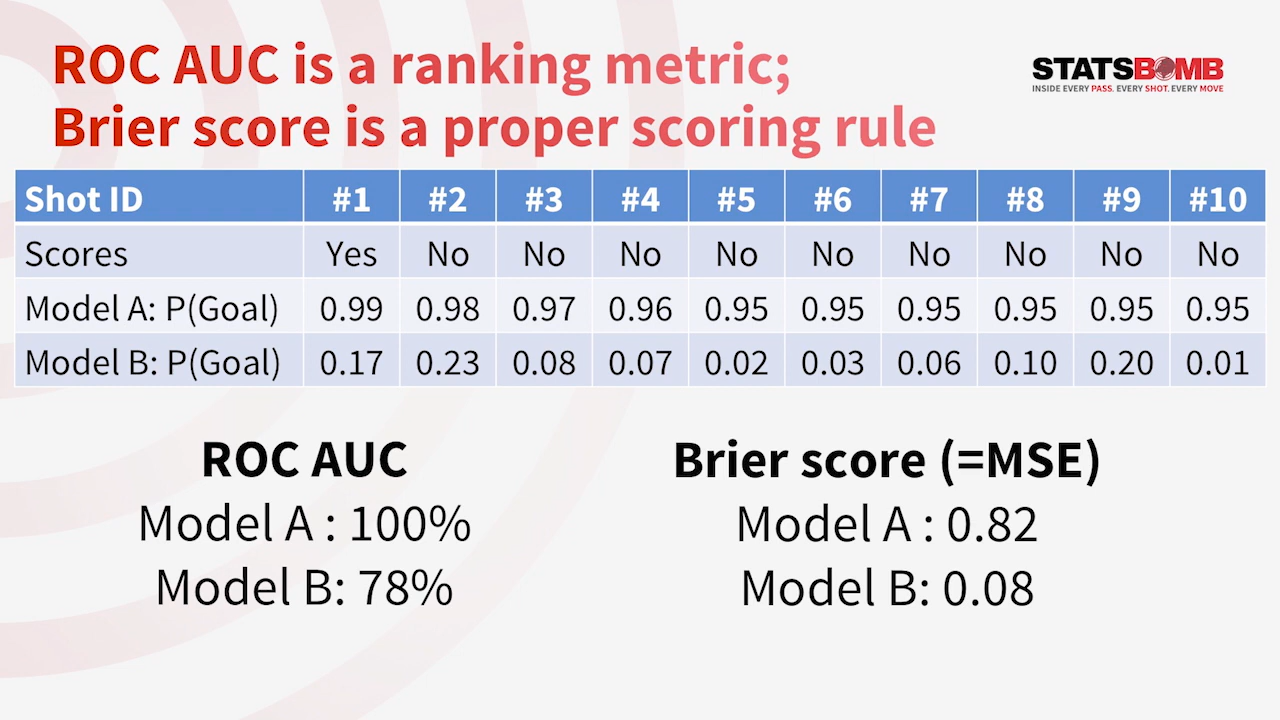 ROC AUC is a ranking metric;
Brier score is a proper scoring rule
STATSBOMB
INSIDE EVERY PASS. EVERY SHOT. EVERY MOVE
Shot ID #1 #2 #3 #4 #5 #6 #7 #8 #9 #10
Scores Yes No No No No No No No No No
Model A: P(Goal) 0.99 0.98 0.97 0.96 0.95 0.95 0.95 0.95 0.95 0.95
Model B: P(Goal) 0.17 0.23 0.08 0.07 0.02 0.03 0.06 0.10 0.20 0.01
ROC AUC
Model A : 100%
Model B: 78%
Brier score (=MSE)
Model A : 0.82
Model B: 0.08